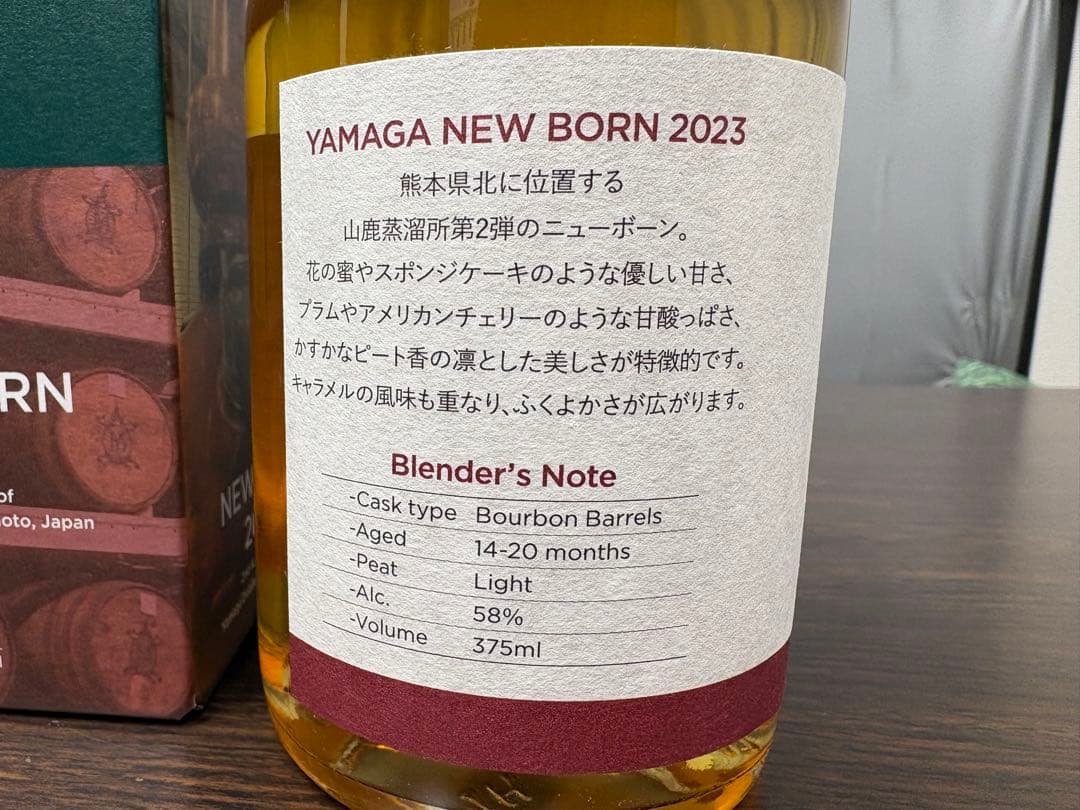 YAMAGA NEW BORN 2023
熊本県北に位置する
山鹿蒸溜所第2弾のニューボーン。
花の蜜やスポンジケーキのような優しい甘さ、
プラムやアメリカンチェリーのような甘酸っぱさ、
かすかなピート香の凛とした美しさが特徴的です。
キャラメルの風味も重なり、ふくよかさが広がります。
Blender's Note
-Cask type Bourbon Barrels
-Aged 14-20 months
-Peat Light
-Alc. 58%
-Volume 375ml
RN
of
oto, Japan
NEW